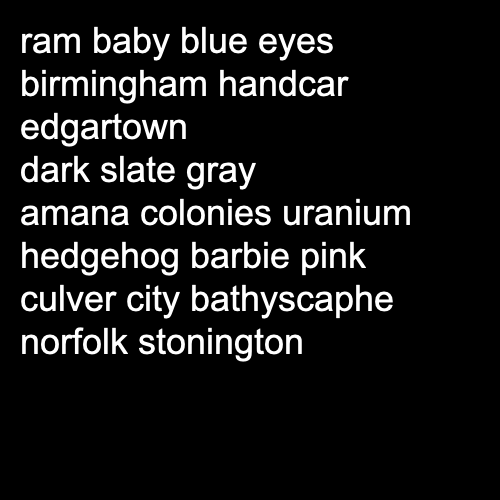 ram baby blue eyes
birmingham handcar
edgartown
dark slate gray
amana colonies uranium
hedgehog barbie pink
culver city bathyscaphe
norfolk stonington